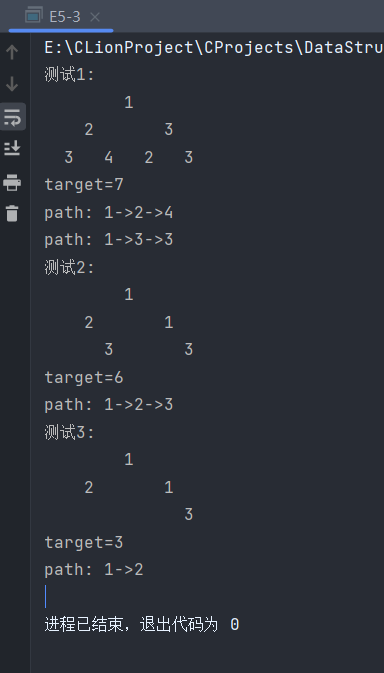 E5-3
E:\CLionProject\CProjects\DataStru
测试1:
1
2 3
3 4 2 3
target=7
path: 1->2->4
path: 1->3->3
测试2:
1
2 1
3 3
target=6
path: 1->2->3
测试3:
1
2 1
3
target=3
path: 1->2
进程已结束，退出代码为 0